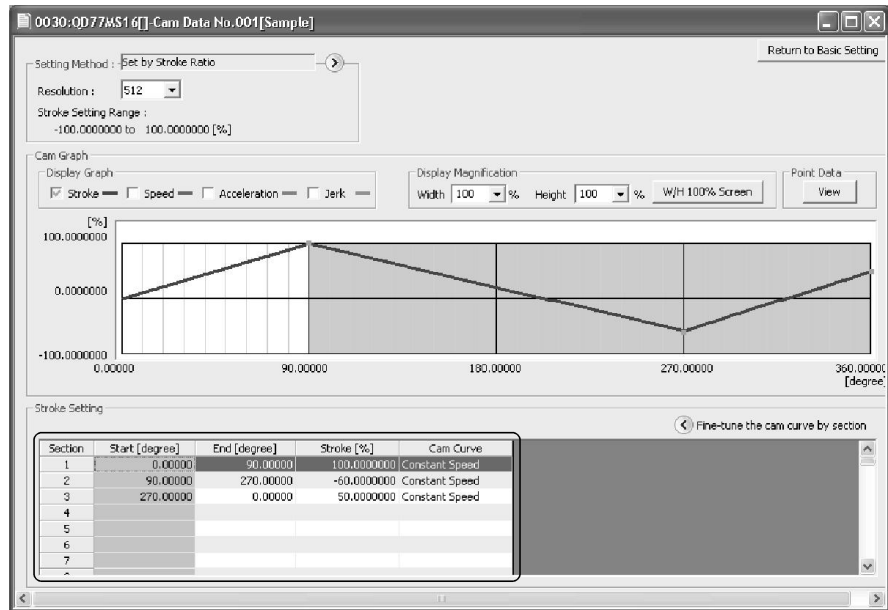 0030:QD77MS16[]-Cam Data No.001[Sample]
Return to Basic Setting
Setting Method : Set by Stroke Ratio
Resolution : 512
Stroke Setting Range :
-100.0000000 to 100.0000000 [%]
Cam Graph
Display Graph
Stroke Speed Acceleration Jerk
Display Magnification
Width 100 % Height 100 % W/H 100% Screen
Point Data
View
[%]
100.0000000
0.0000000
-100.0000000
0.00000 90.00000 180.00000 270.00000 360.00000
[degree]
Stroke Setting
Fine-tune the cam curve by section
Section Start [degree] End [degree] Stroke [%] Cam Curve
1 0.00000 90.00000 100.0000000 Constant Speed
2 90.00000 270.00000 -60.0000000 Constant Speed
3 270.00000 0.00000 50.0000000 Constant Speed
4
5
6
7